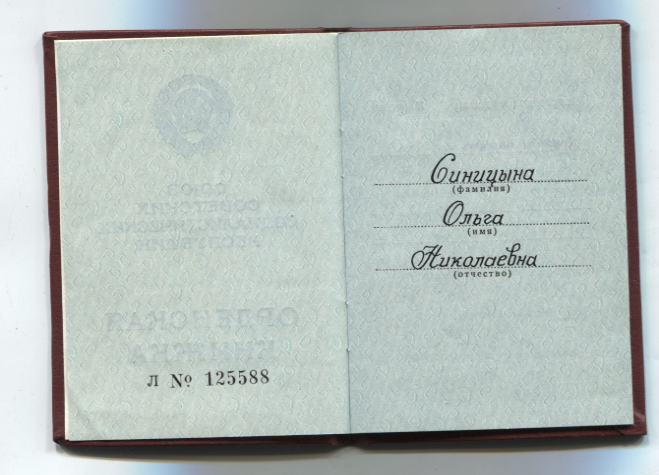 Л № 125588
Синицына
(фамилия)
Ольга
(имя)
Николаевна
(отчество)